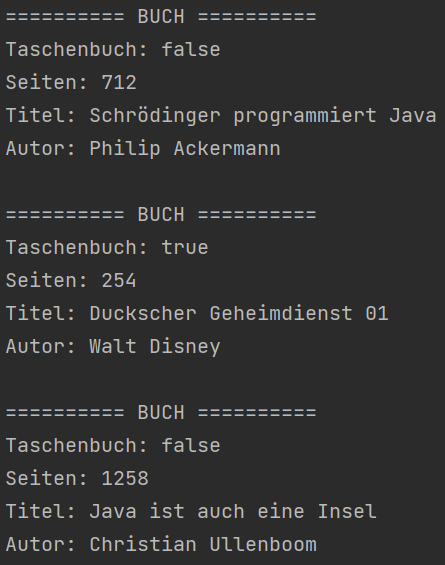 ========== BUCH ==========
Taschenbuch: false
Seiten: 712
Titel: Schrödinger programmiert Java
Autor: Philip Ackermann

========== BUCH ==========
Taschenbuch: true
Seiten: 254
Titel: Duckscher Geheimdienst 01
Autor: Walt Disney

========== BUCH ==========
Taschenbuch: false
Seiten: 1258
Titel: Java ist auch eine Insel
Autor: Christian Ullenboom